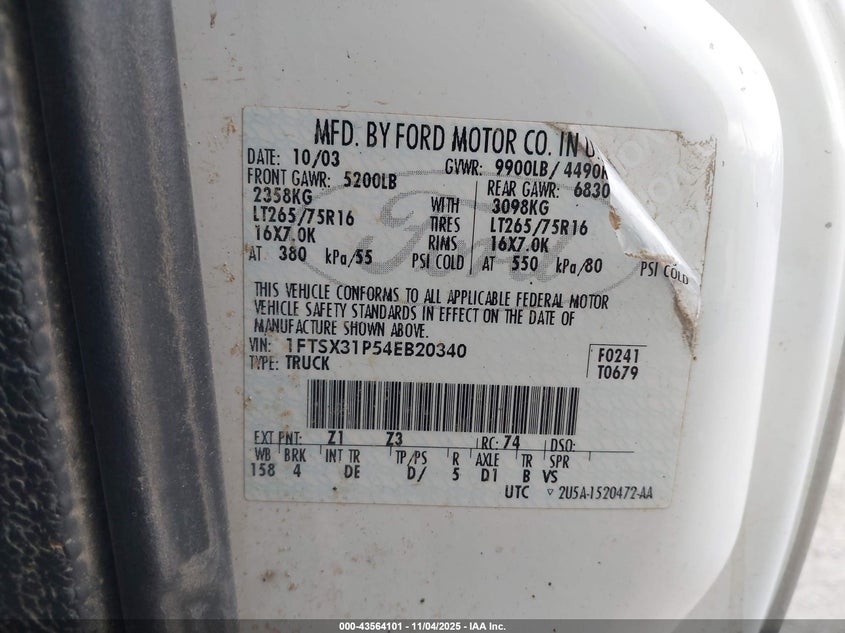 MFD. BY FORD MOTOR CO. IN U.
DATE: 10/03 GVWR: 9900LB/ 4490K
FRONT GAWR: 5200LB REAR GAWR: 6830
2358KG WITH 3098KG
LT265/75R16 TIRES LT265/75R16
16X7.0K RIMS 16X7.0K
AT 380 kPa/55 PSI COLD AT 550 kPa/80 PSI COLD
Ford
THIS VEHICLE CONFORMS TO ALL APPLICABLE FEDERAL MOTOR
VEHICLE SAFETY STANDARDS IN EFFECT ON THE DATE OF
MANUFACTURE SHOWN ABOVE.
VIN: 1FTSX31P54EB20340 F0241
TYPE: TRUCK T0679
EXT PNT: Z1 Z3 RC: 74 DSO:
WB BRK INT TR TP/PS R AXLE TR SPR
158 4 DE D/ 5 D1 B VS
UTC ▽ 2U5A-1520472-AA
000-43564101 - 11/04/2025 - IAA Inc.